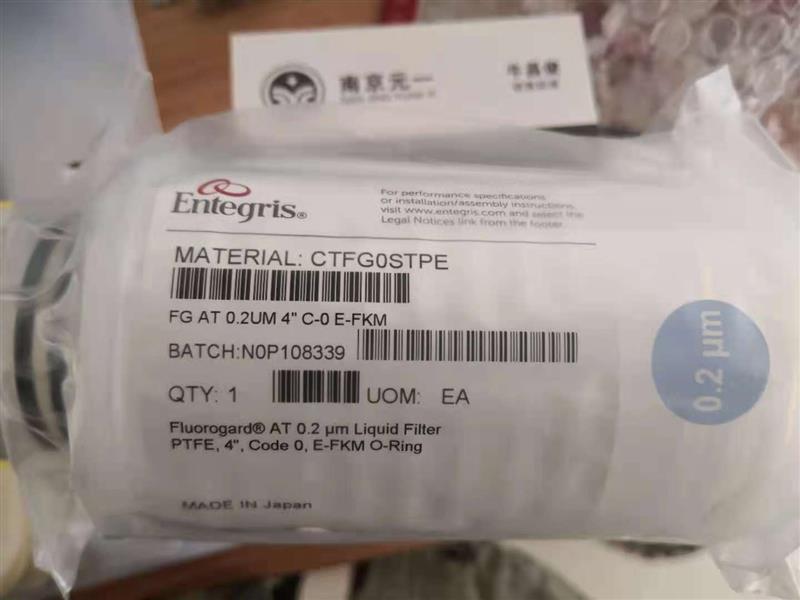 南京元一
Entegris®
For performance specifications
or installation/assembly instructions,
visit www.entegris.com and select the
Legal Notices link from the footer.
MATERIAL: CTFG0STPE
FG AT 0.2UM 4" C-0 E-FKM
BATCH:N0P108339
QTY: 1 UOM: EA
Fluorogard® AT 0.2 µm Liquid Filter
PTFE, 4", Code 0, E-FKM O-Ring
MADE IN Japan
0.2 µm